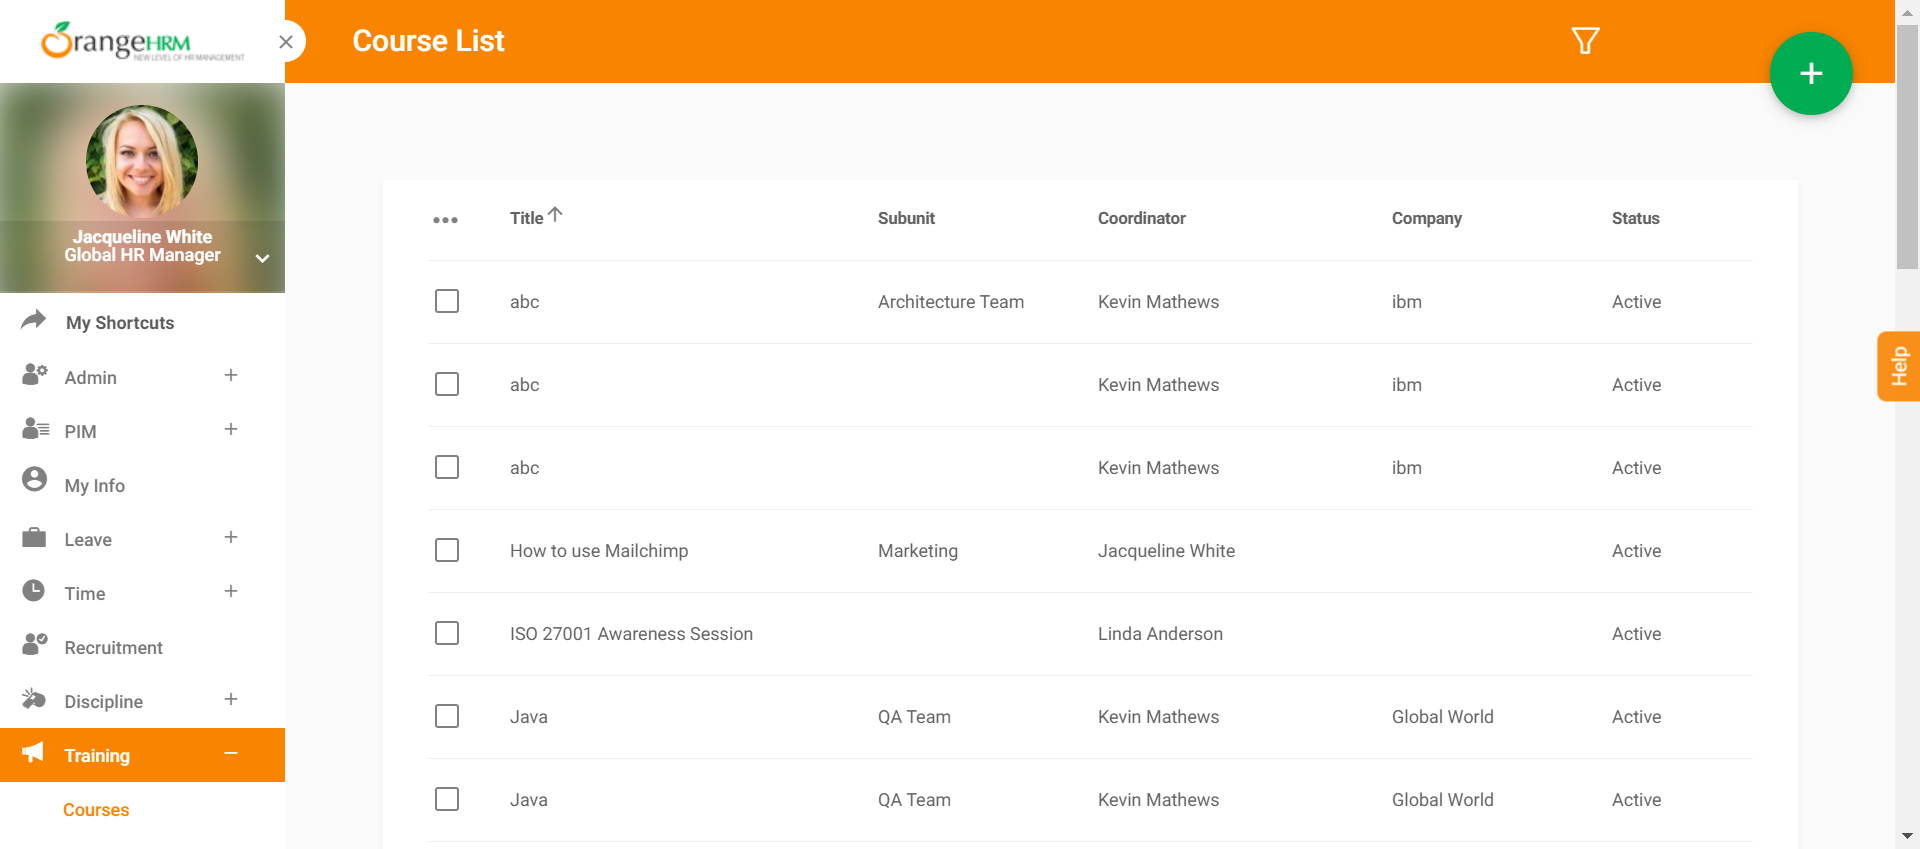 OrangeHRM
NEW LEVEL OF HR MANAGEMENT
Course List
Jacqueline White
Global HR Manager
My Shortcuts
Admin
PIM
My Info
Leave
Time
Recruitment
Discipline
Training
Courses
Title Subunit Coordinator Company Status
abc Architecture Team Kevin Mathews ibm Active
abc Kevin Mathews ibm Active
abc Kevin Mathews ibm Active
How to use Mailchimp Marketing Jacqueline White Active
ISO 27001 Awareness Session Linda Anderson Active
Java QA Team Kevin Mathews Global World Active
Java QA Team Kevin Mathews Global World Active
Help